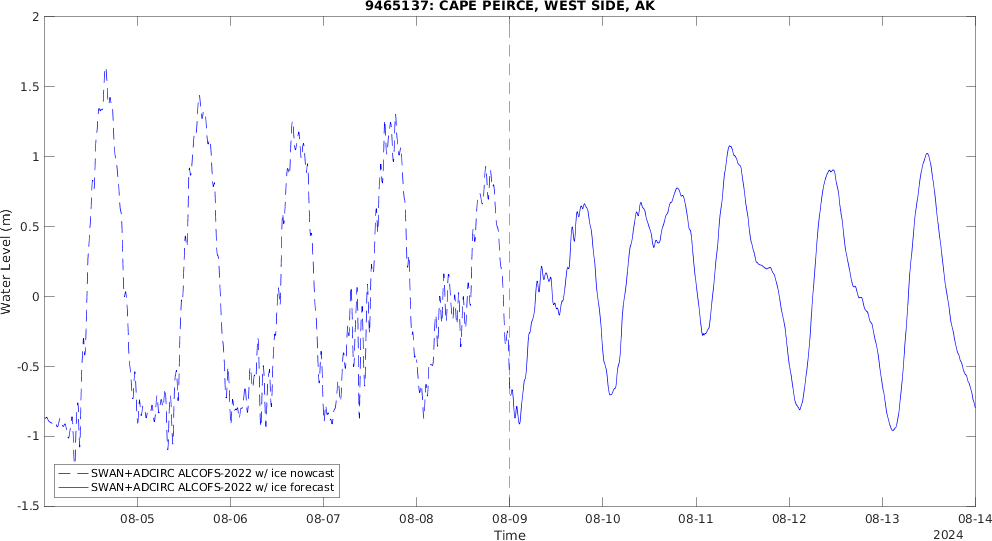 9465137: CAPE PEIRCE, WEST SIDE, AK
2
1.5
1
0.5
0
-0.5
-1
-1.5
Water Level (m)
SWAN+ADCIRC ALCOFS-2022 w/ ice nowcast
SWAN+ADCIRC ALCOFS-2022 w/ ice forecast
08-05 08-06 08-07 08-08 08-09 08-10 08-11 08-12 08-13 08-14
Time
2024